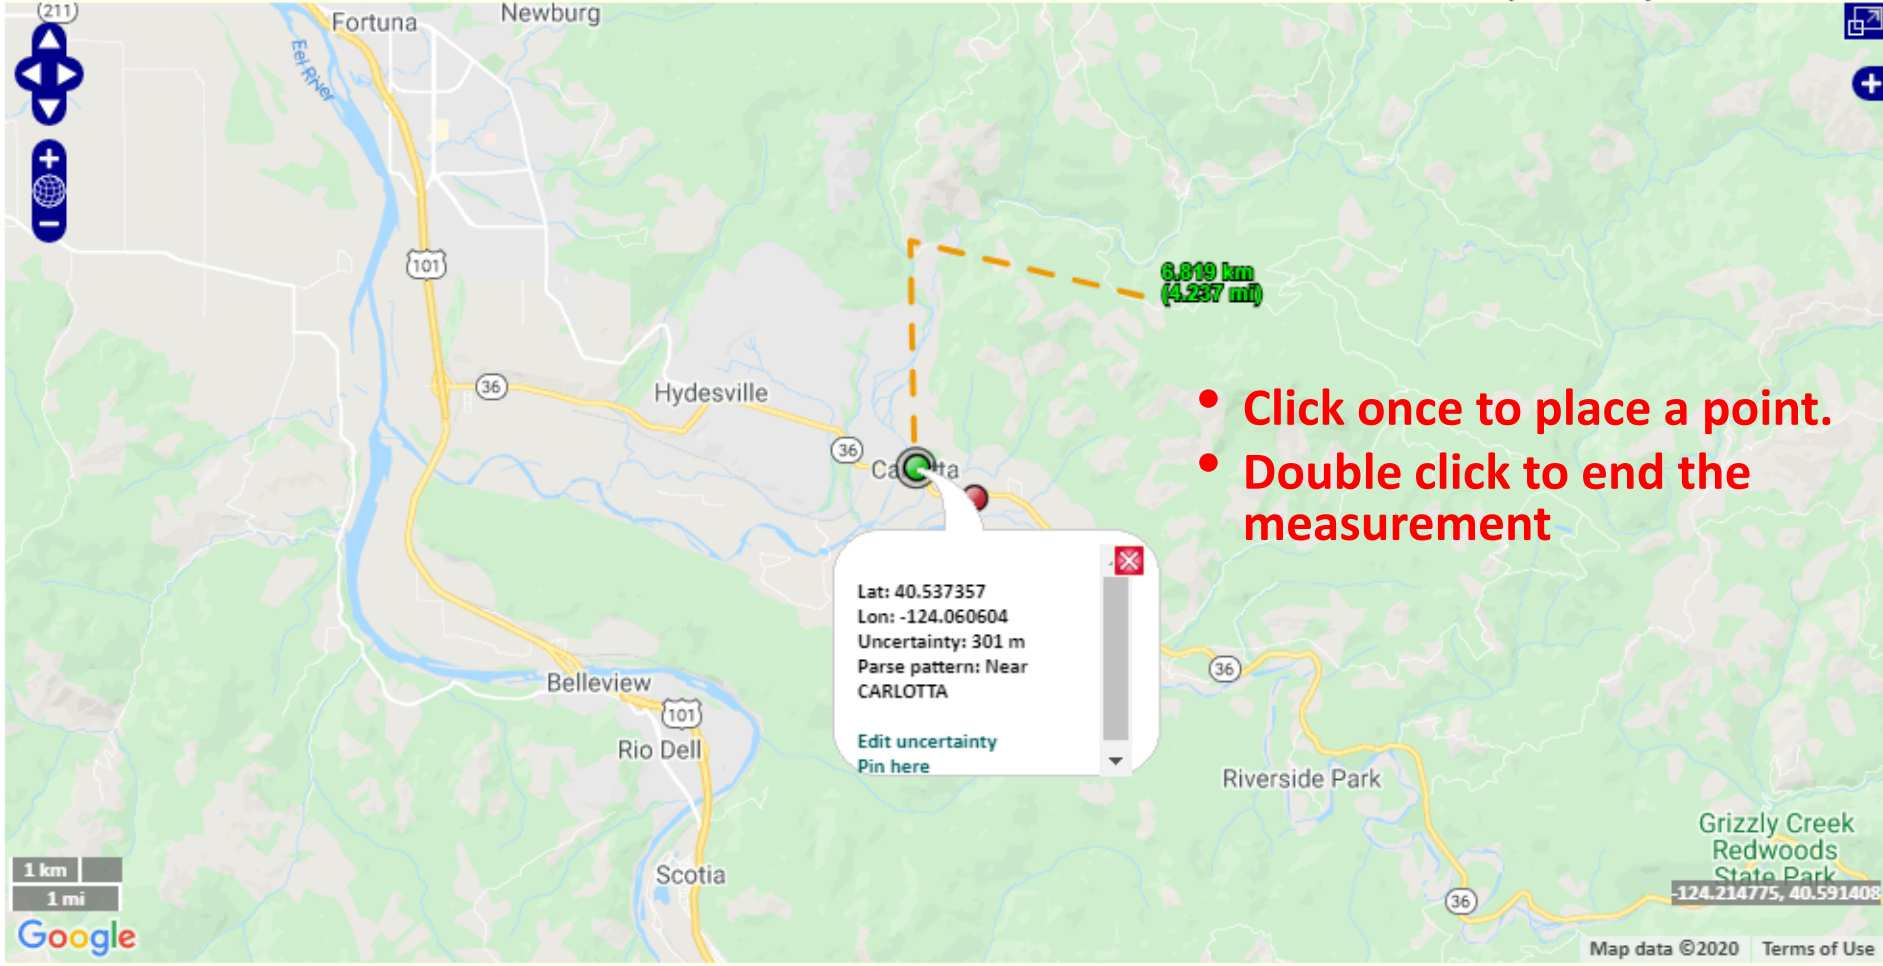 211
Fortuna
Newburg
Eel River
101
6.819 km
(4.237 mi)
36
Hydesville
• Click once to place a point.
• Double click to end the
measurement
36
Ca
ta
Lat: 40.537357
Lon: -124.060604
Uncertainty: 301 m
Parse pattern: Near
CARLOTTA
Edit uncertainty
Pin here
36
Belleview
101
Rio Dell
Riverside Park
Grizzly Creek
Redwoods
State Park
-124.214775, 40.591408
1 km
1 mi
Scotia
36
Google
Map data ©2020
Terms of Use